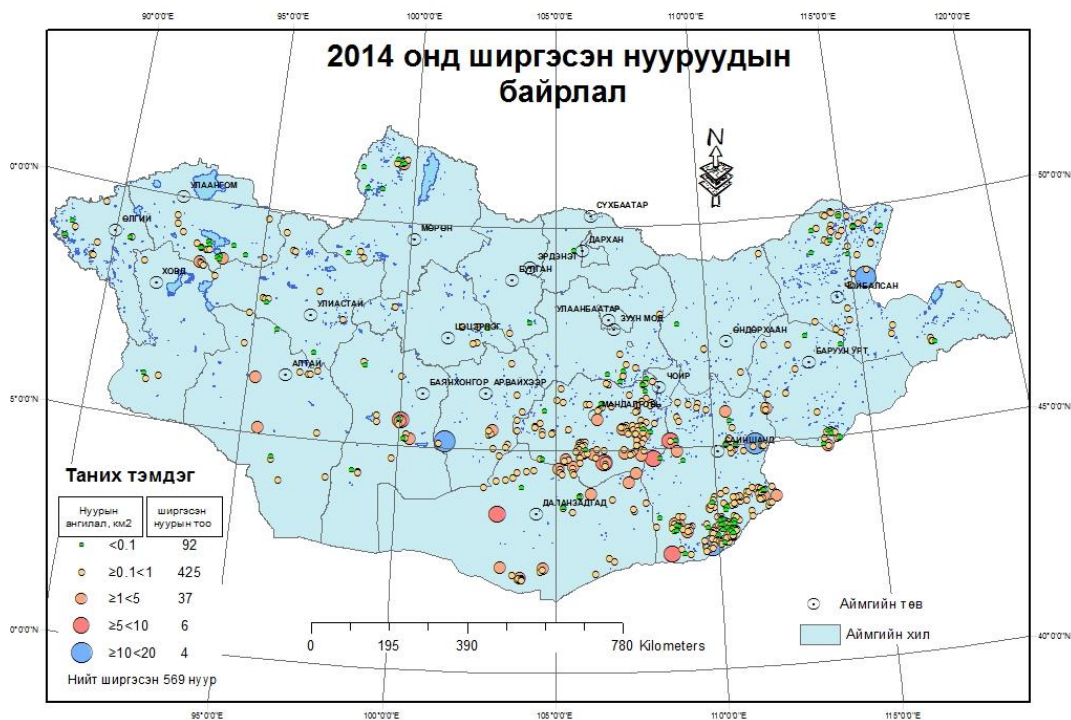 90°0'0"E 95°0'0"E 100°0'0"E 105°0'0"E 110°0'0"E 115°0'0"E 120°0'0"E
2014 онд ширгэсэн нууруудын
байрлал
N
0°0'0"N
50°0'0"N
УЛААНГОМ
ӨЛГИЙ
СҮХБААТАР
МӨРӨН
ДАРХАН
ЭРДЭНЭТ
БУЛГАН
ХОВД
ЧОЙБАЛСАН
УЛИАСТАЙ
УЛААНБААТАР
ЗУУН МОД
ЦЭЦЭРЛЭГ
ӨНДӨРХААН
БАРУУН УРТ
АЛТАЙ
БАЯНХОНГОР
АРВАЙХЭЭР
ЧОЙР
МАНДАЛГОВЬ
5°0'0"N
45°0'0"N
САЙНШАНД
ДАЛАНЗАДГАД
Таних тэмдэг
Нуурын
ангилал, км2
ширгэсэн
нуурын тоо
<0.1 92
≥0.1<1 425
≥1<5 37
≥5<10 6
≥10<20 4
Нийт ширгэсэн 569 нуур
0 195 390 780 Kilometers
Аймгийн төв
Аймгийн хил
0°0'0"N
40°0'0"N
95°0'0"E 100°0'0"E 105°0'0"E 110°0'0"E 115°0'0"E